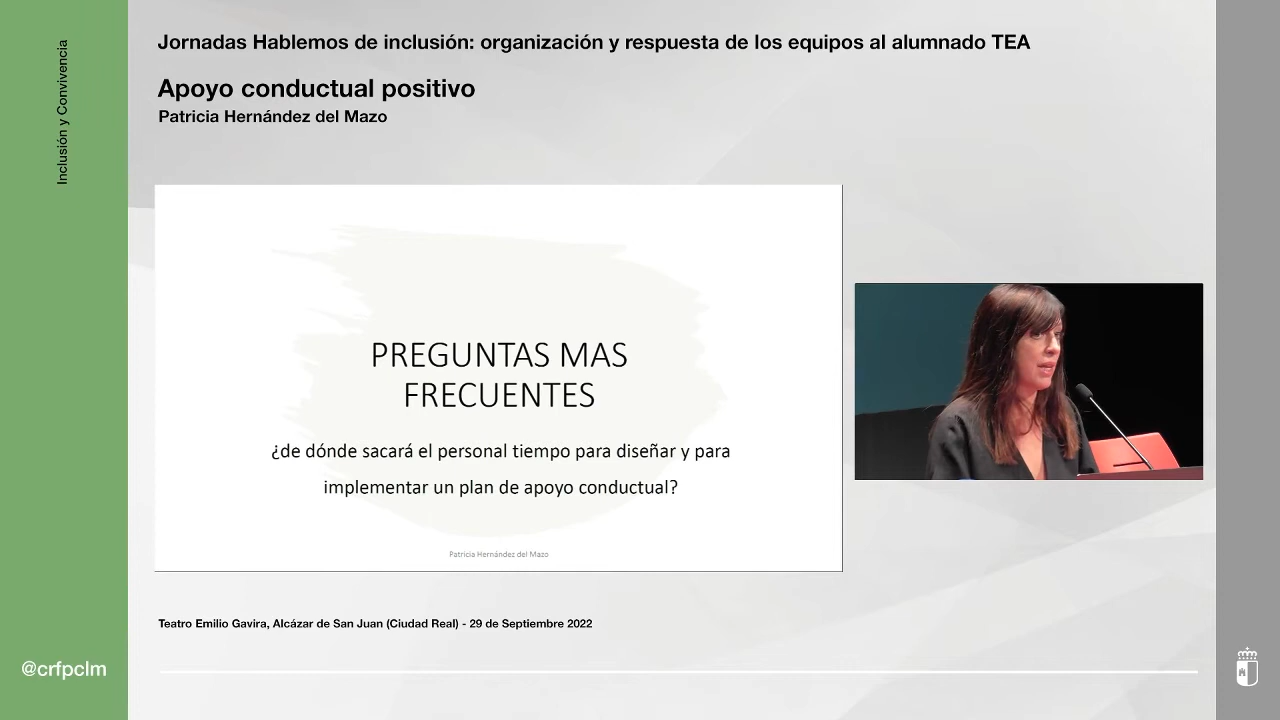 Inclusión y Convivencia
Jornadas Hablemos de inclusión: organización y respuesta de los equipos al alumnado TEA
Apoyo conductual positivo
Patricia Hernández del Mazo
PREGUNTAS MAS
FRECUENTES
¿de dónde sacará el personal tiempo para diseñar y para
implementar un plan de apoyo conductual?
Patricia Hernández del Mazo
Teatro Emilio Gavira, Alcázar de San Juan (Ciudad Real) - 29 de Septiembre 2022
@crfpclm